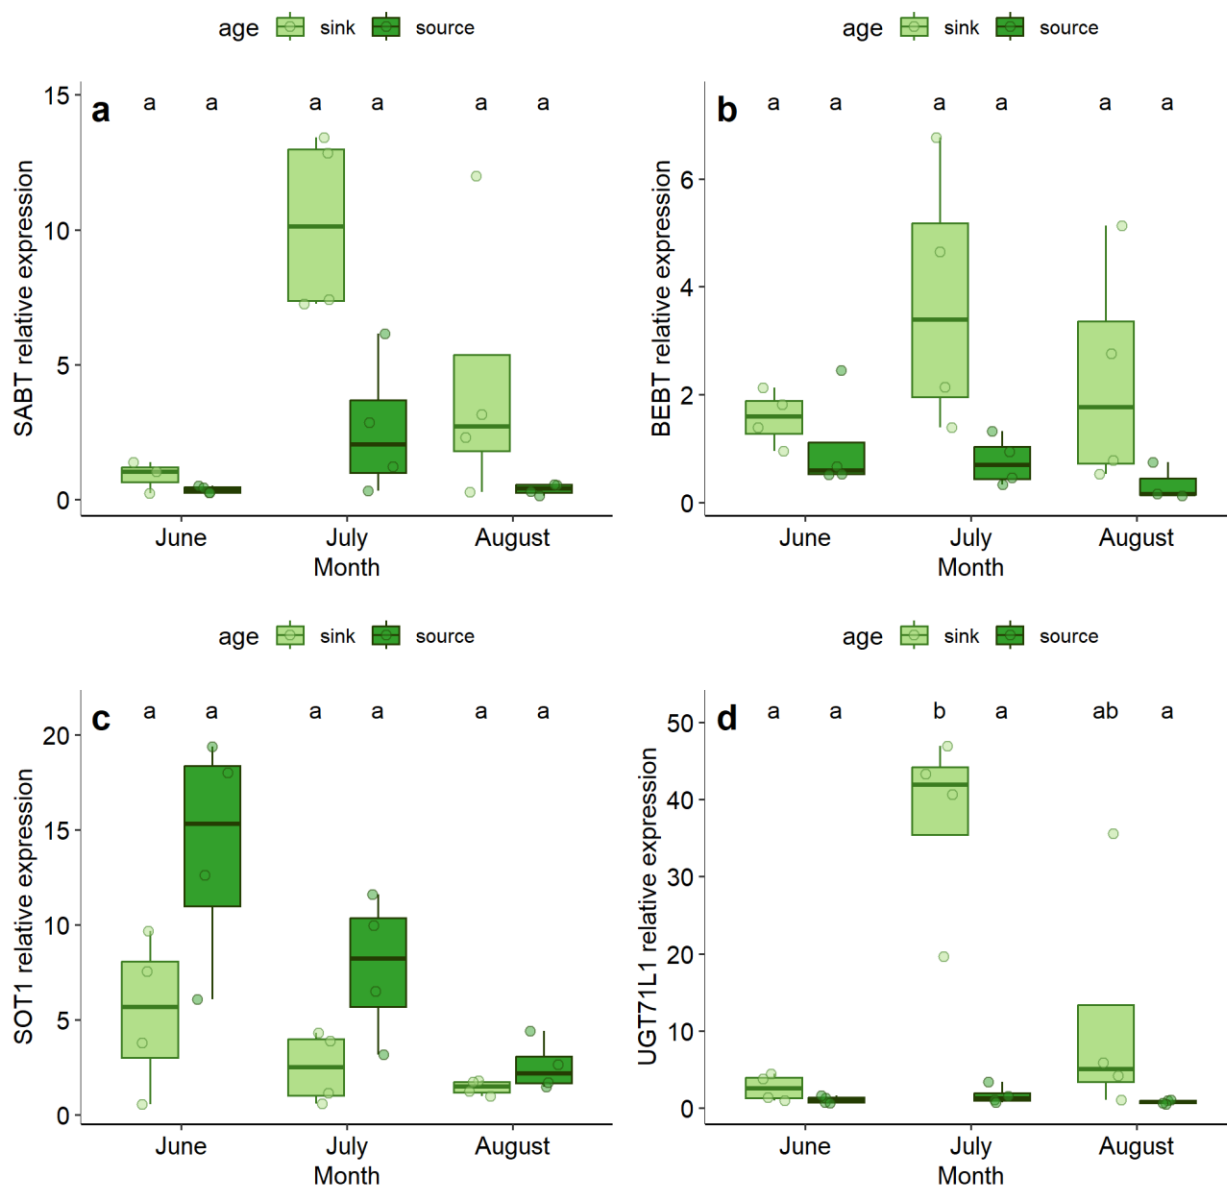 age sink source
a a a a a a a
15
10
5
0
SABT relative expression
June July August
Month
age sink source
b a a a a a a
6
4
2
0
BEBT relative expression
June July August
Month
age sink source
c a a a a a a
20
15
10
5
0
SOT1 relative expression
June July August
Month
age sink source
d a a b a ab a
50
40
30
20
10
0
UGT71L1 relative expression
June July August
Month